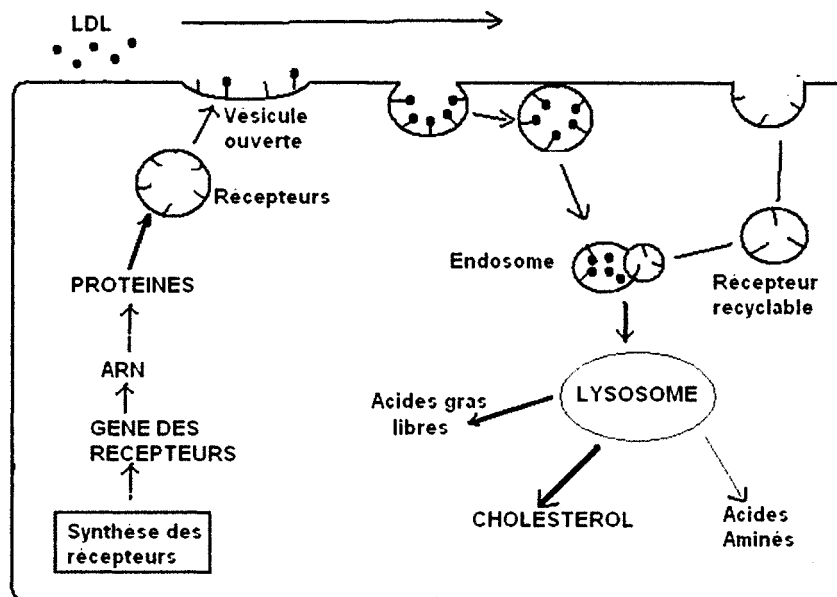 LDL
Vésicule
ouverte
Récepteurs
PROTEINES
ARN
GENE DES
RECEPTEURS
Synthése des
récepteurs
Endosome
Récepteur
recyclable
LYSOSOME
Acides gras
libres
CHOLESTEROL
Acides
Aminés